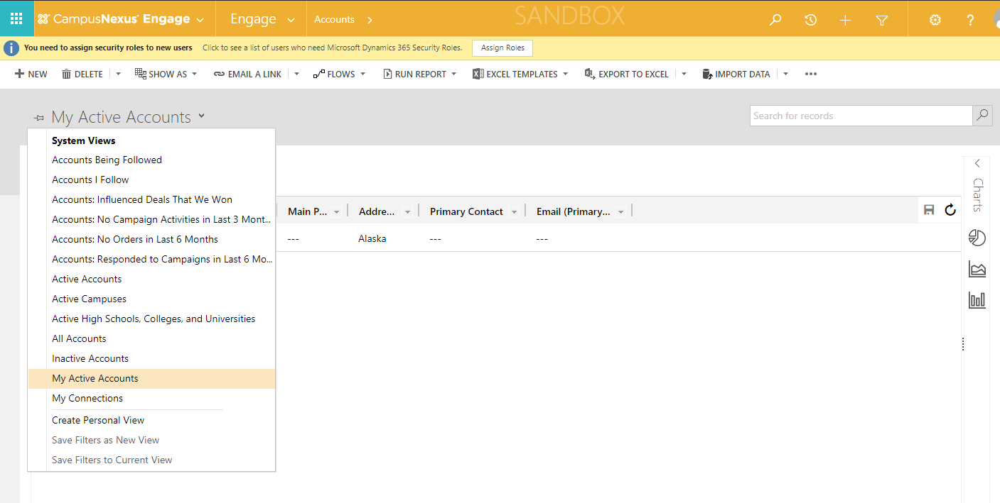 CampusNexus® Engage
Engage
Accounts
SANDBOX
?
i
You need to assign security roles to new users Click to see a list of users who need Microsoft Dynamics 365 Security Roles. Assign Roles
NEW DELETE SHOW AS EMAIL A LINK FLOWS RUN REPORT EXCEL TEMPLATES EXPORT TO EXCEL IMPORT DATA •••
My Active Accounts
Search for records
System Views
Accounts Being Followed
Accounts I Follow
Accounts: Influenced Deals That We Won
Accounts: No Campaign Activities in Last 3 Mont...
Accounts: No Orders in Last 6 Months
Accounts: Responded to Campaigns in Last 6 Mo...
Active Accounts
Active Campuses
Active High Schools, Colleges, and Universities
All Accounts
Inactive Accounts
My Active Accounts
My Connections
Create Personal View
Save Filters as New View
Save Filters to Current View
Main P... Addre... Primary Contact Email (Primary...
--- Alaska --- ---
Charts